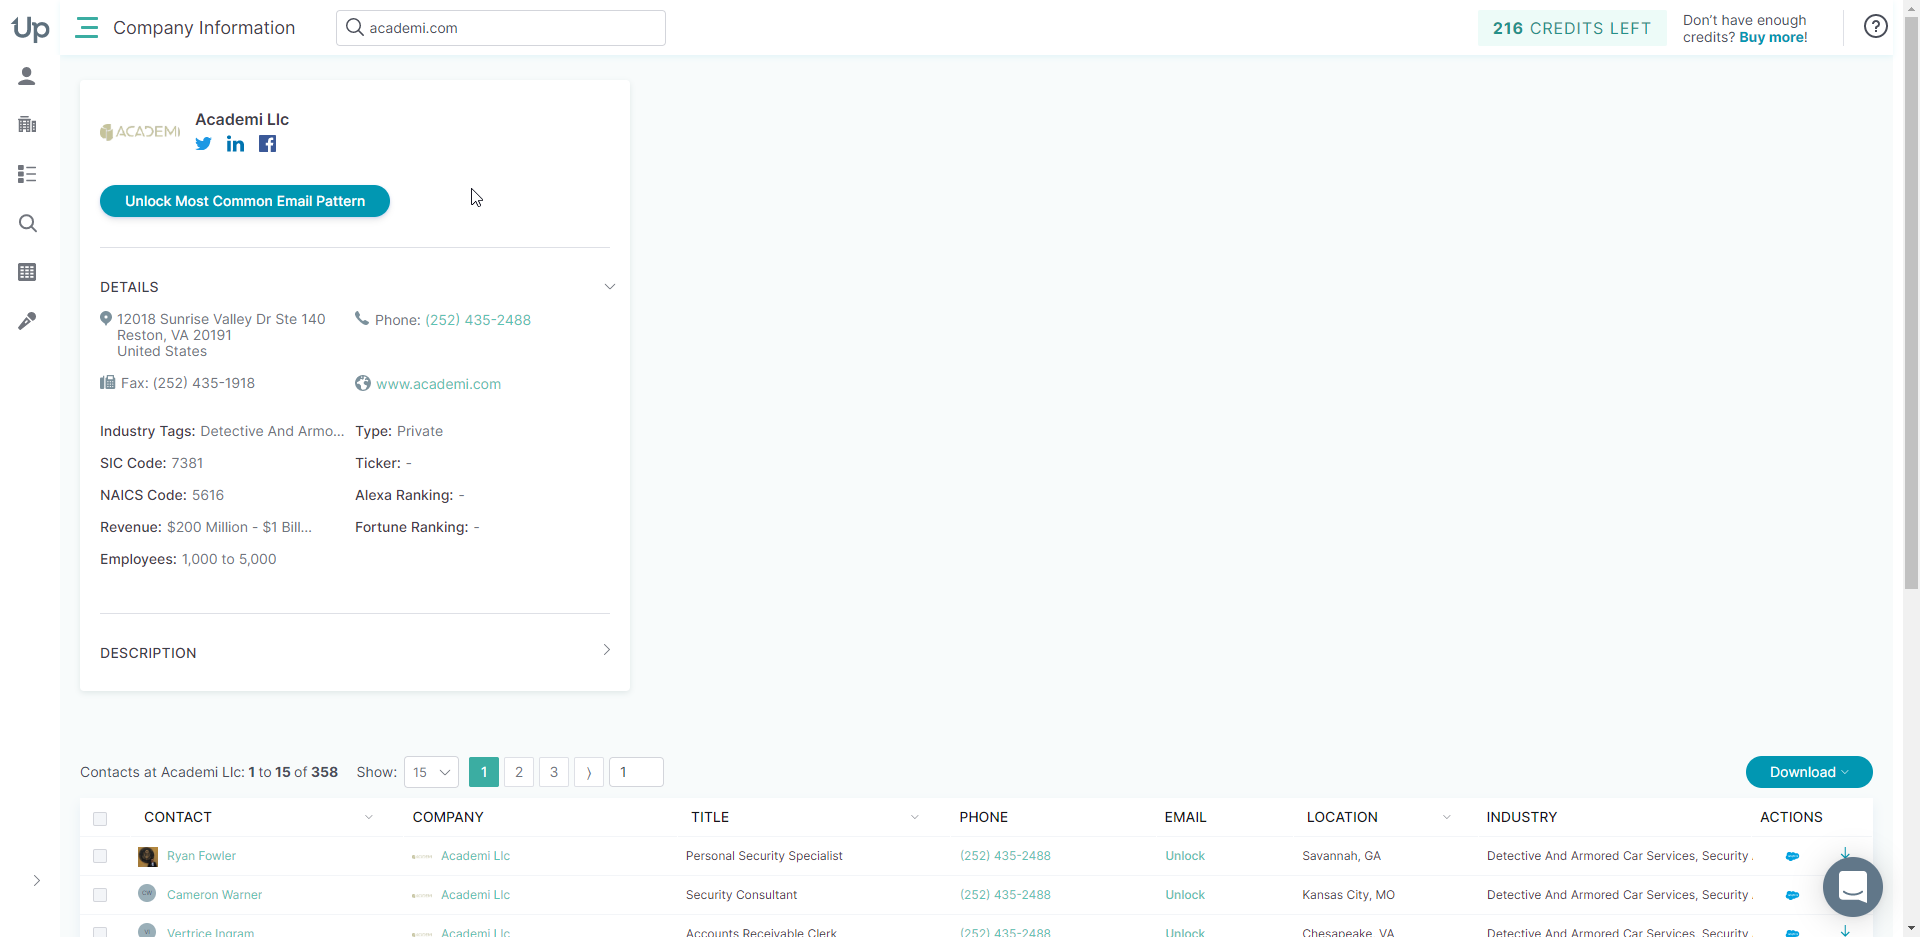 Up
Company Information
academi.com
216 CREDITS LEFT
Don't have enough
credits? Buy more!
?
ACADEMI
Academi Llc
Unlock Most Common Email Pattern
DETAILS
12018 Sunrise Valley Dr Ste 140
Reston, VA 20191
United States
Phone: (252) 435-2488
Fax: (252) 435-1918
www.academi.com
Industry Tags: Detective And Armo...
Type: Private
SIC Code: 7381
Ticker: -
NAICS Code: 5616
Alexa Ranking: -
Revenue: $200 Million - $1 Bill...
Fortune Ranking: -
Employees: 1,000 to 5,000
DESCRIPTION
Contacts at Academi Llc: 1 to 15 of 358
Show: 15
1 2 3 ⟩ 1
Download
CONTACT COMPANY TITLE PHONE EMAIL LOCATION INDUSTRY ACTIONS
Ryan Fowler Academi Llc Personal Security Specialist (252) 435-2488 Unlock Savannah, GA Detective And Armored Car Services, Security .
CW Cameron Warner Academi Llc Security Consultant (252) 435-2488 Unlock Kansas City, MO Detective And Armored Car Services, Security .
VI Vertrice Ingram Academi Llc Accounts Receivable Clerk (252) 435-2488 Unlock Chesapeake, VA Detective And Armored Car Services, Security .